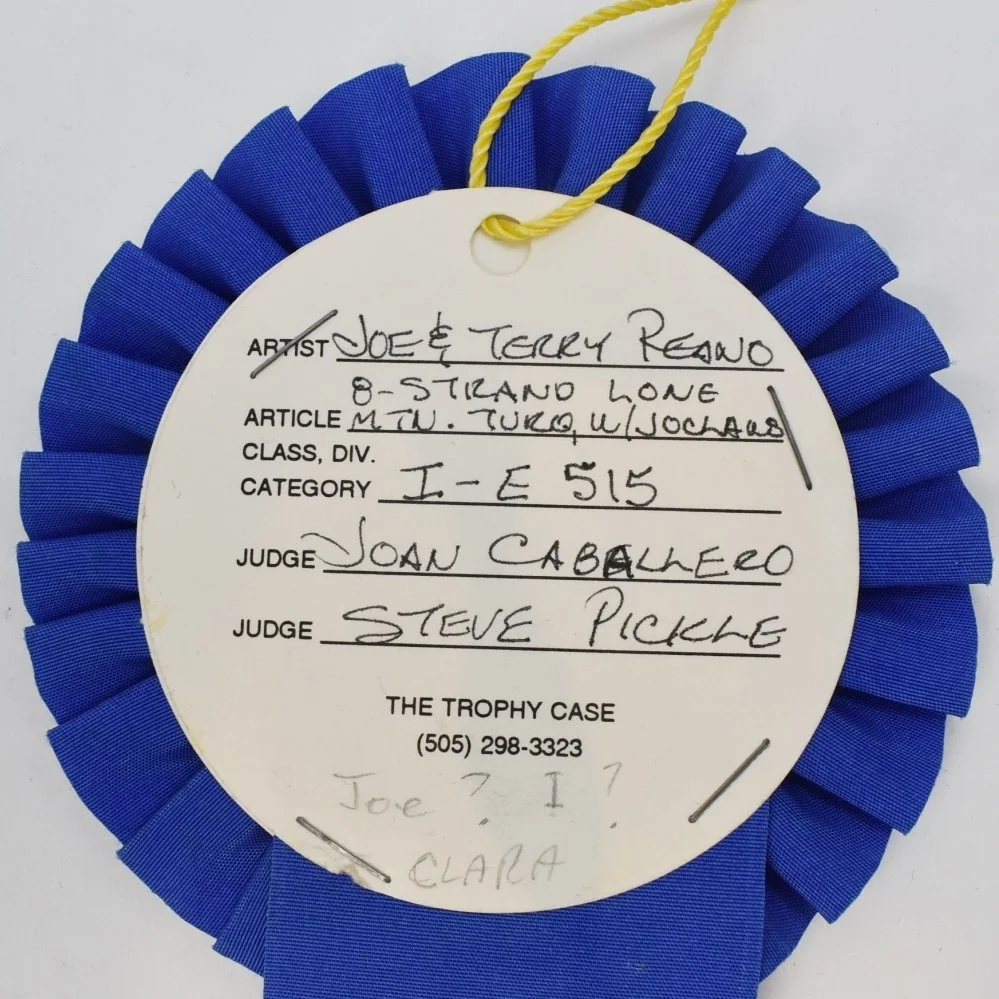 ARTIST JOE & TERRY REANO
8-STRAND LONE
ARTICLE MTN. TURQ, W/JOCLAWS
CLASS, DIV.
CATEGORY I-E 515
JUDGE JOAN CABALLERO
JUDGE STEVE PICKLE
THE TROPHY CASE
(505) 298-3323
Joe ? I ?
CLARA